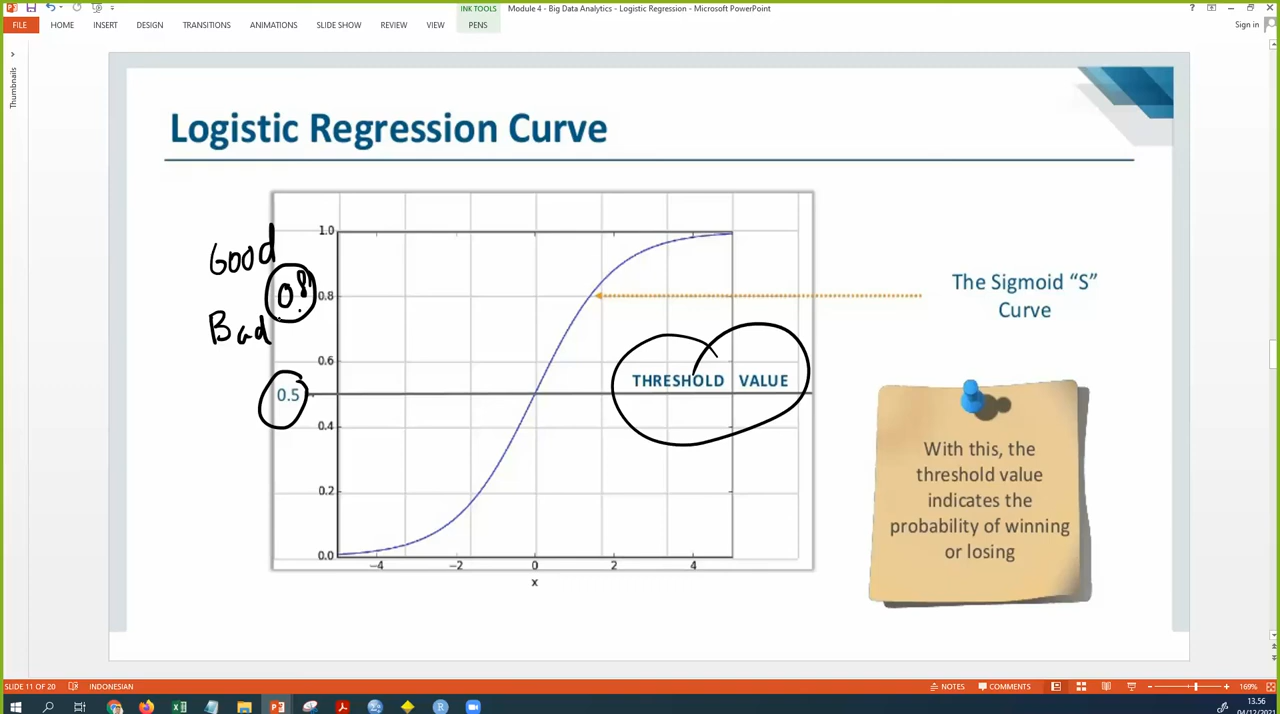 INK TOOLS
Module 4 - Big Data Analytics - Logistic Regression - Microsoft PowerPoint
?
FILE HOME INSERT DESIGN TRANSITIONS ANIMATIONS SLIDE SHOW REVIEW VIEW PENS
Sign in
Thumbnails
Logistic Regression Curve
Good
Bad
1.0
0.8
0.6
0.5
0.4
0.2
0.0
−4 −2 0 2 4
x
THRESHOLD VALUE
The Sigmoid “S”
Curve
With this, the
threshold value
indicates the
probability of winning
or losing
SLIDE 11 OF 20 INDONESIAN NOTES COMMENTS 169%
13.56
04/12/2021